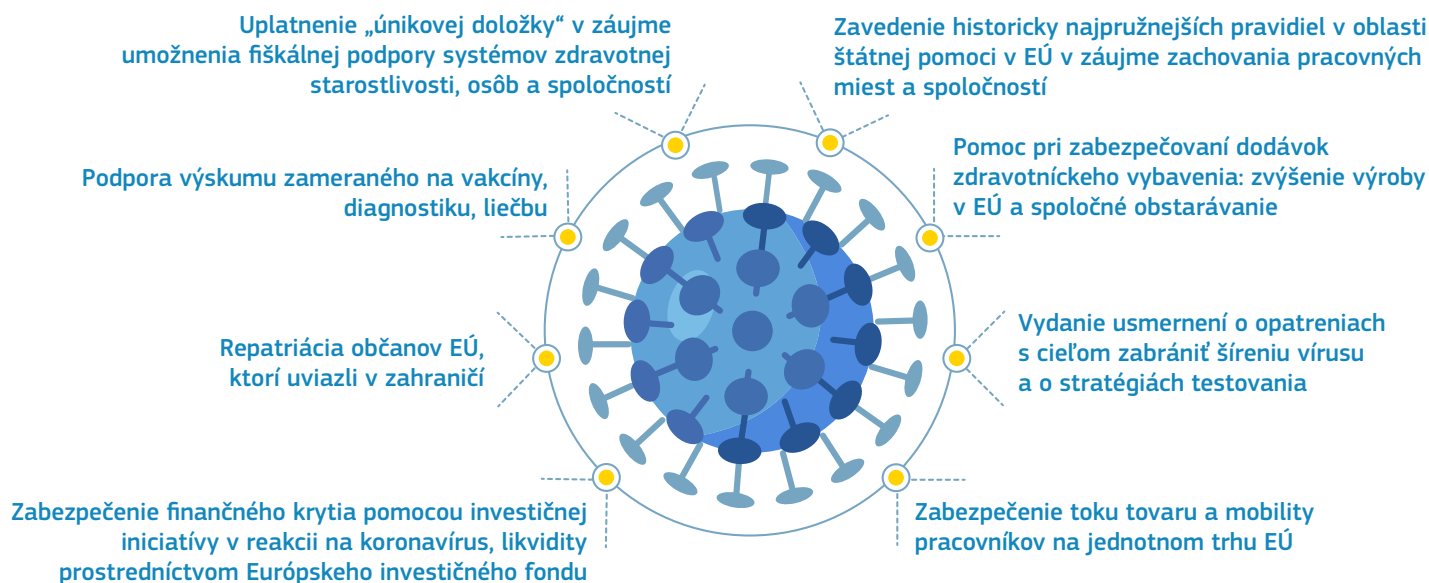 Uplatnenie „únikovej doložky“ v záujme
umožnenia fiškálnej podpory systémov zdravotnej
starostlivosti, osôb a spoločností
Zavedenie historicky najpružnejších pravidiel v oblasti
štátnej pomoci v EÚ v záujme zachovania pracovných
miest a spoločností
Podpora výskumu zameraného na vakcíny,
diagnostiku, liečbu
Pomoc pri zabezpečovaní dodávok
zdravotníckeho vybavenia: zvýšenie výroby
v EÚ a spoločné obstarávanie
Repatriácia občanov EÚ,
ktorí uviazli v zahraničí
Vydanie usmernení o opatreniach
s cieľom zabrániť šíreniu vírusu
a o stratégiách testovania
Zabezpečenie finančného krytia pomocou investičnej
iniciatívy v reakcii na koronavírus, likvidity
prostredníctvom Európskeho investičného fondu
Zabezpečenie toku tovaru a mobility
pracovníkov na jednotnom trhu EÚ